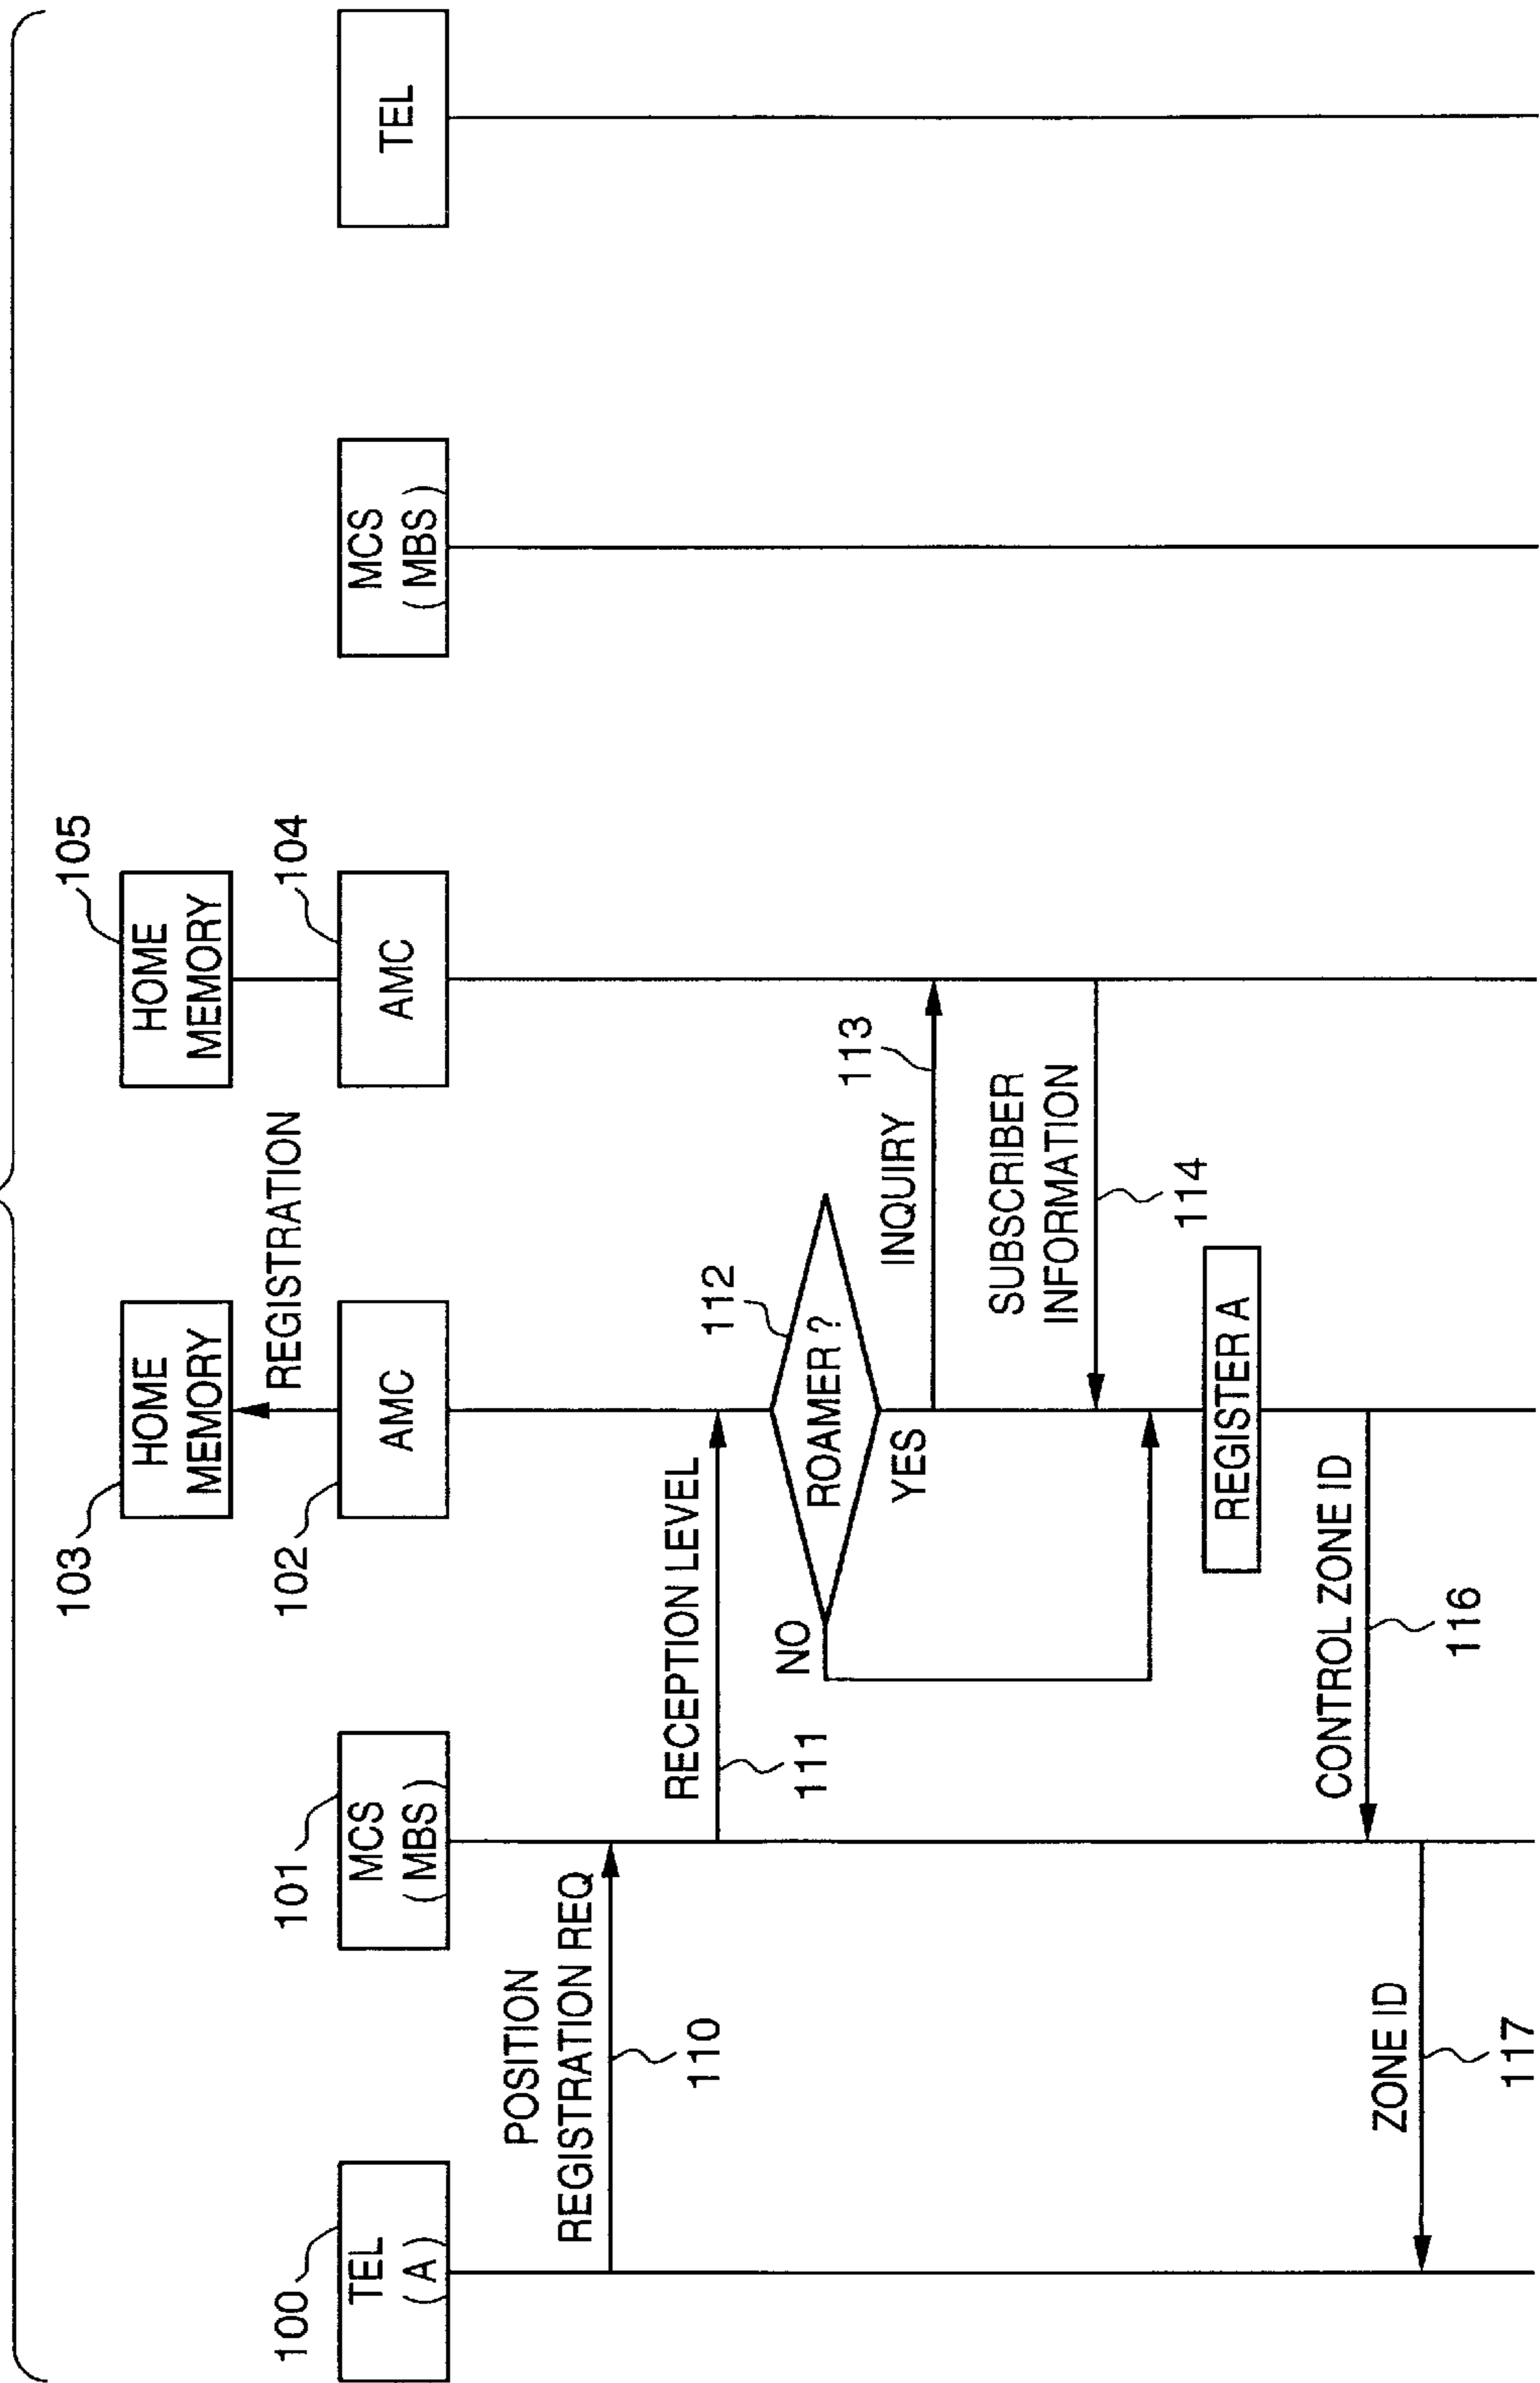 103
HOME
MEMORY
105
HOME
MEMORY
REGISTRATION
100
TEL
(A)
101
MCS
(MBS)
102
AMC
104
AMC
MCS
(MBS)
TEL
POSITION
REGISTRATION REQ
110
RECEPTION LEVEL
111
112
ROAMER ?
NO
YES
INQUIRY
113
SUBSCRIBER
INFORMATION
114
REGISTER A
CONTROL ZONE ID
116
ZONE ID
117